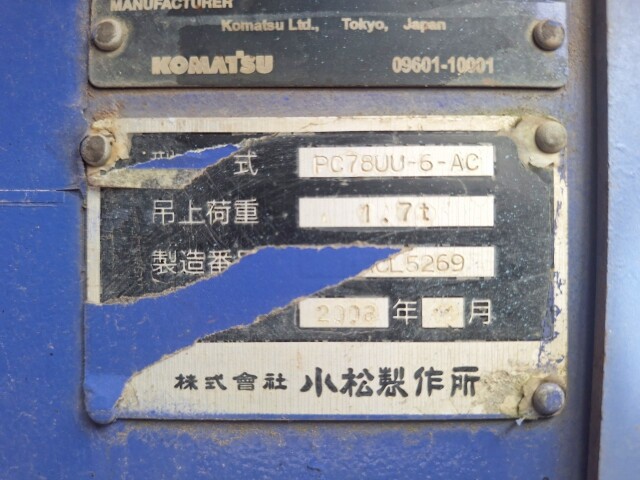 MANUFACTURER
Komatsu Ltd., Tokyo, Japan
KOMATSU 09601-10001
型 式 PC78UU-6-AC
吊上荷重 1.7t
製造番 5269
年 月
株式會社 小松製作所